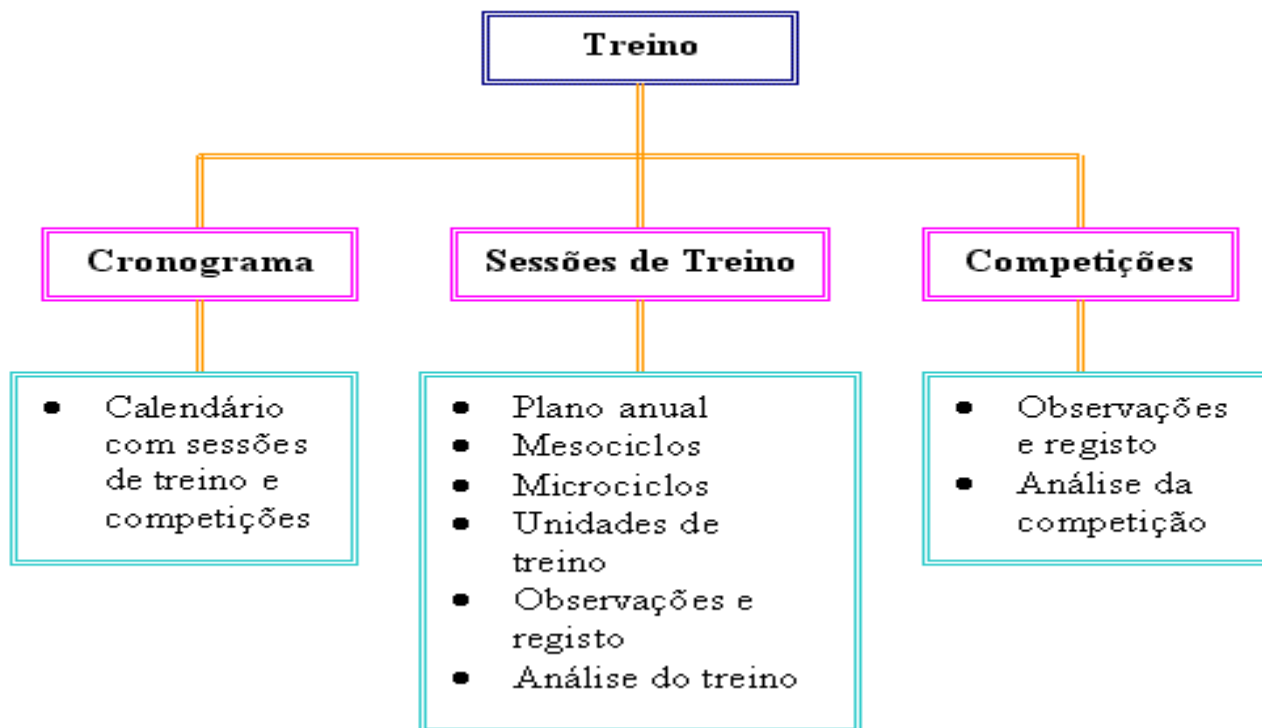 Treino
Cronograma
Sessões de Treino
Competições
• Calendário
com sessões
de treino e
competições
• Plano anual
• Mesociclos
• Microciclos
• Unidades de
treino
• Observações e
registo
• Análise do treino
• Observações
e registo
• Análise da
competição